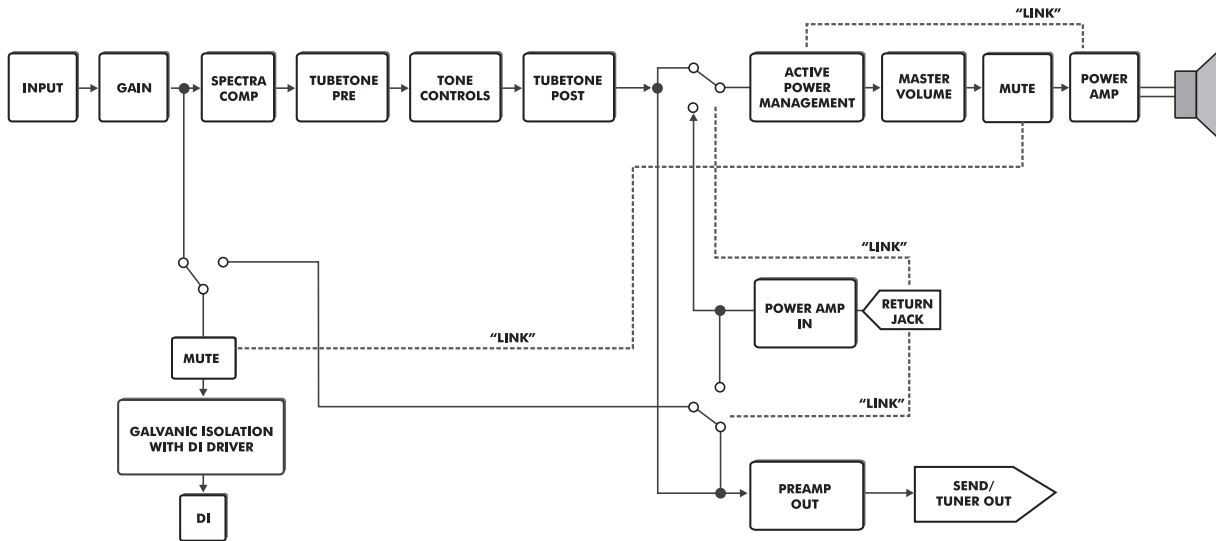 “LINK”
INPUT
GAIN
SPECTRA
COMP
TUBETONE
PRE
TONE
CONTROLS
TUBETONE
POST
ACTIVE
POWER
MANAGEMENT
MASTER
VOLUME
MUTE
POWER
AMP
“LINK”
POWER AMP
IN
RETURN
JACK
“LINK”
MUTE
“LINK”
GALVANIC ISOLATION
WITH DI DRIVER
DI
PREAMP
OUT
SEND/
TUNER OUT